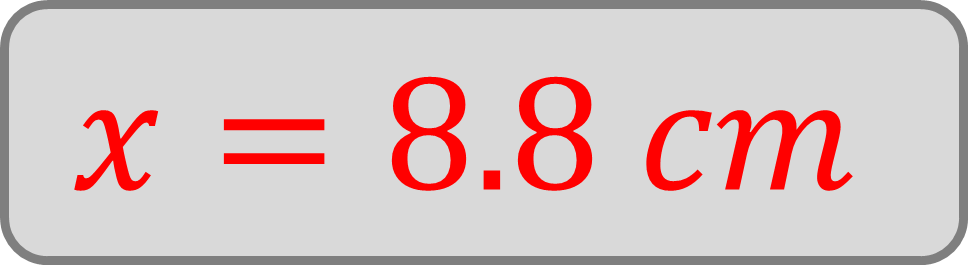 x = 8.8 cm